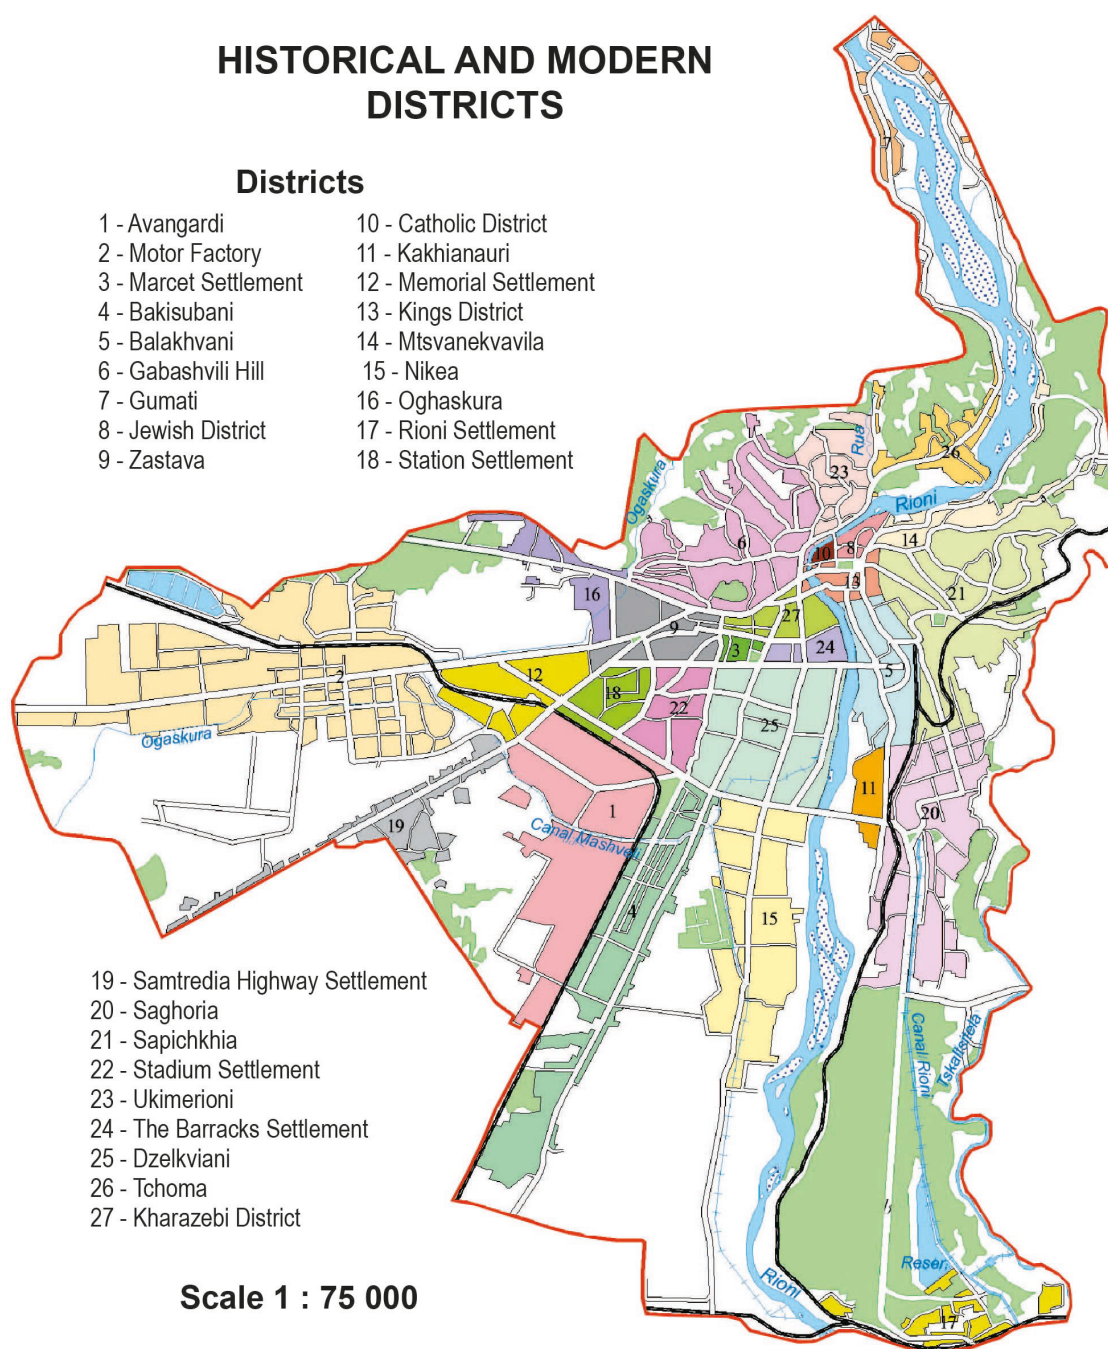 HISTORICAL AND MODERN
DISTRICTS
Districts
1 - Avangardi
2 - Motor Factory
3 - Marcet Settlement
4 - Bakisubani
5 - Balakhvani
6 - Gabashvili Hill
7 - Gumati
8 - Jewish District
9 - Zastava
10 - Catholic District
11 - Kakhianauri
12 - Memorial Settlement
13 - Kings District
14 - Mtsvanekvavila
15 - Nikea
16 - Oghaskura
17 - Rioni Settlement
18 - Station Settlement
7
Rua
26
23
Rioni
Ogaskura
6
10
8
14
13
21
16
27
9
3
24
5
12
2
18
22
25
Ogaskura
11
1
20
19
Canal Mashveli
4
15
19 - Samtredia Highway Settlement
20 - Saghoria
21 - Sapichkhia
22 - Stadium Settlement
23 - Ukimerioni
24 - The Barracks Settlement
25 - Dzelkviani
26 - Tchoma
27 - Kharazebi District
Canal Rioni
Tskaltsitela
Reser.
Rioni
17
Scale 1 : 75 000